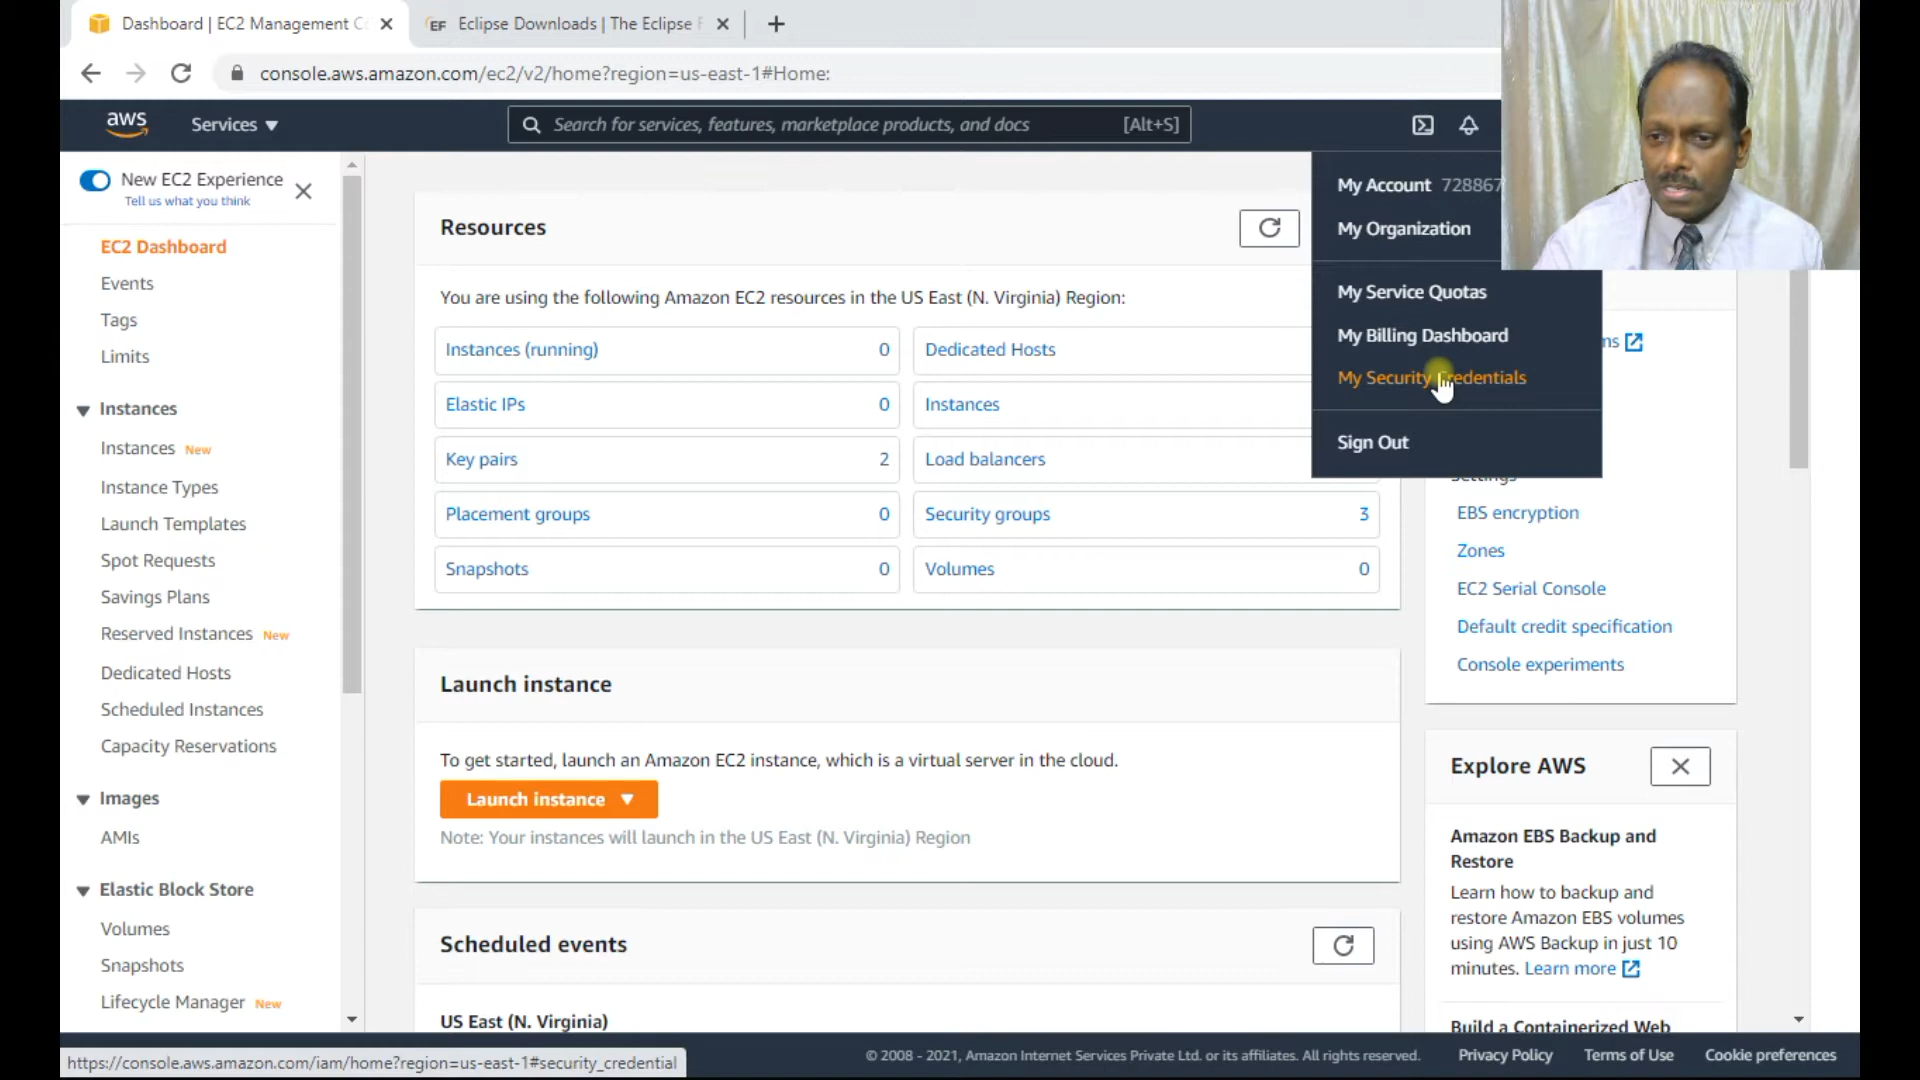 Dashboard | EC2 Management C
EF Eclipse Downloads | The Eclipse F
console.aws.amazon.com/ec2/v2/home?region=us-east-1#Home:
aws
Services
Search for services, features, marketplace products, and docs [Alt+S]
New EC2 Experience
Tell us what you think
EC2 Dashboard
Events
Tags
Limits
Instances
Instances New
Instance Types
Launch Templates
Spot Requests
Savings Plans
Reserved Instances New
Dedicated Hosts
Scheduled Instances
Capacity Reservations
Images
AMIs
Elastic Block Store
Volumes
Snapshots
Lifecycle Manager New
Resources
You are using the following Amazon EC2 resources in the US East (N. Virginia) Region:
Instances (running) 0
Dedicated Hosts
Elastic IPs 0
Instances
Key pairs 2
Load balancers
Placement groups 0
Security groups 3
Snapshots 0
Volumes 0
Launch instance
To get started, launch an Amazon EC2 instance, which is a virtual server in the cloud.
Launch instance
Note: Your instances will launch in the US East (N. Virginia) Region
Scheduled events
US East (N. Virginia)
My Account 728867
My Organization
My Service Quotas
My Billing Dashboard
My Security Credentials
Sign Out
ns
Settings
EBS encryption
Zones
EC2 Serial Console
Default credit specification
Console experiments
Explore AWS
Amazon EBS Backup and
Restore
Learn how to backup and
restore Amazon EBS volumes
using AWS Backup in just 10
minutes. Learn more
Build a Containerized Web
https://console.aws.amazon.com/iam/home?region=us-east-1#security_credential
© 2008 - 2021, Amazon Internet Services Private Ltd. or its affiliates. All rights reserved.
Privacy Policy
Terms of Use
Cookie preferences